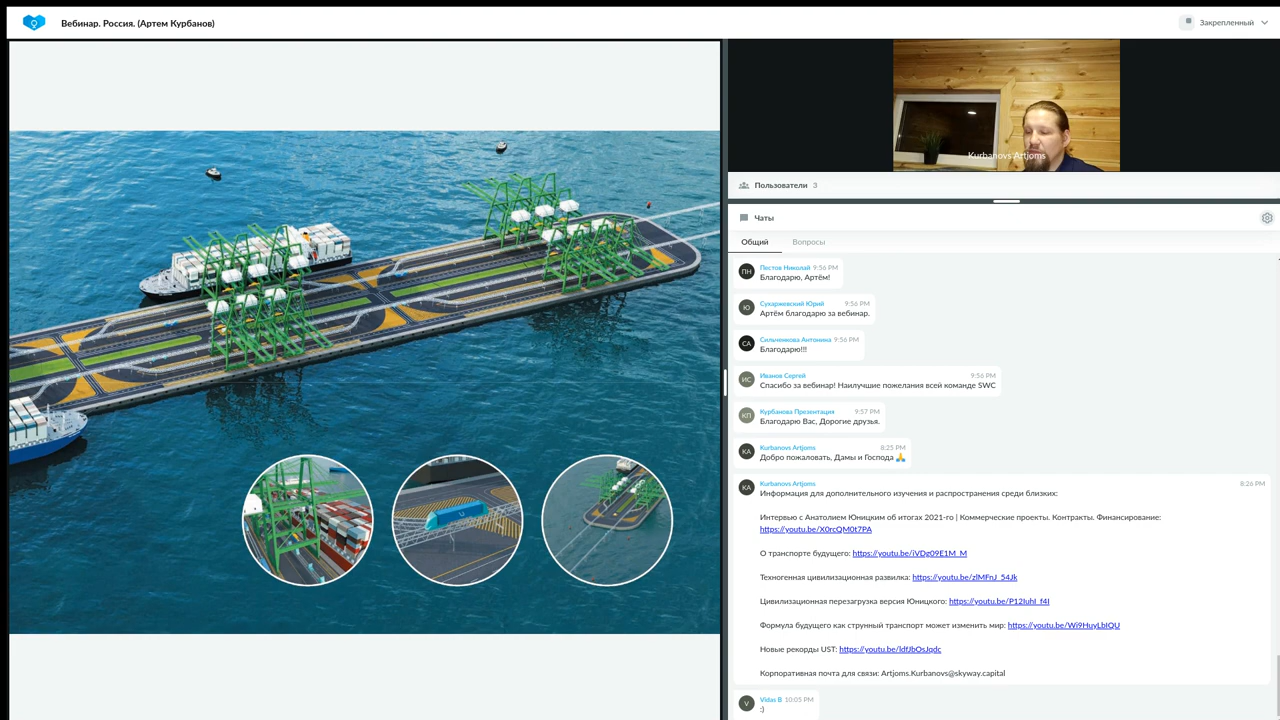 Вебинар. Россия. (Артем Курбанов)
Закрепленный
Kurbanovs Artjoms
Пользователи 3
Чаты
Общий Вопросы
ПН Пестов Николай 9:56 PM
Благодарю, Артём!
Ю Сухаржевский Юрий 9:56 PM
Артём благодарю за вебинар.
СА Сильченкова Антонина 9:56 PM
Благодарю!!!
ИС Иванов Сергей 9:56 PM
Спасибо за вебинар! Наилучшие пожелания всей команде SWC
КП Курбанова Презентация 9:57 PM
Благодарю Вас, Дорогие друзья.
KA Kurbanovs Artjoms 8:25 PM
Добро пожаловать, Дамы и Господа 🙏
KA Kurbanovs Artjoms 8:26 PM
Информация для дополнительного изучения и распространения среди близких:
Интервью с Анатолием Юницким об итогах 2021-го | Коммерческие проекты. Контракты. Финансирование:
https://youtu.be/X0rcQM0t7PA
О транспорте будущего: https://youtu.be/iVDg09E1M_M
Техногенная цивилизационная развилка: https://youtu.be/zlMFnJ_54Jk
Цивилизационная перезагрузка версия Юницкого: https://youtu.be/P12IuhI_f4I
Формула будущего как струнный транспорт может изменить мир: https://youtu.be/Wi9HuyLbIQU
Новые рекорды UST: https://youtu.be/ldfJbOsJqdc
Корпоративная почта для связи: Artjoms.Kurbanovs@skyway.capital
V Vidas B 10:05 PM
:)